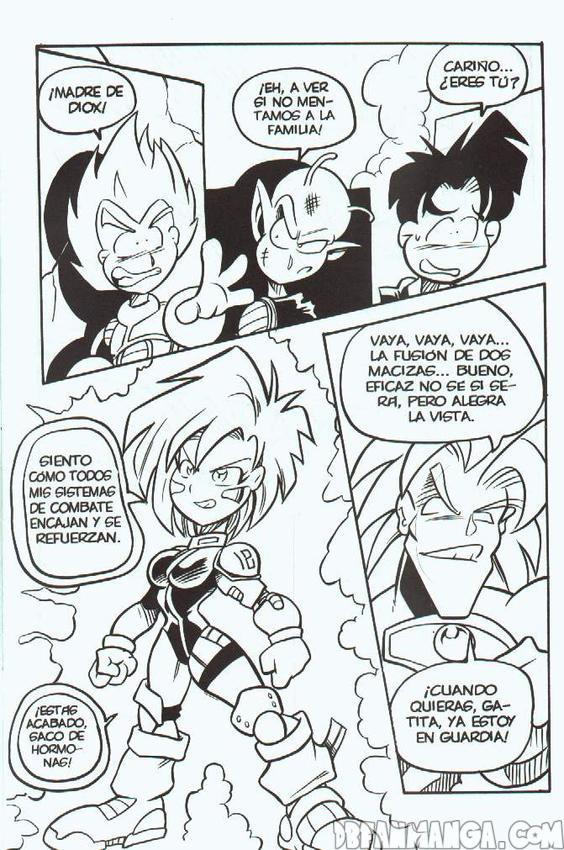 ¡MADRE DE
DIOX!
¡EH, A VER
SI NO MEN-
TAMOS A LA
FAMILIA!
CARIÑO...
¿ERES TÚ?
VAYA, VAYA, VAYA...
LA FUSIÓN DE DOS
MACIZAS... BUENO,
EFICAZ NO SE SI SE-
RÁ, PERO ALEGRA
LA VISTA.
SIENTO
CÓMO TODOS
MIS SISTEMAS
DE COMBATE
ENCAJAN Y SE
REFUERZAN.
P
¡ESTÁS
ACABADO,
SACO DE
HORMO-
NAS!
¡CUANDO
QUIERAS, GA-
TITA, YA ESTOY
EN GUARDIA!
DBFANMANGA.COM